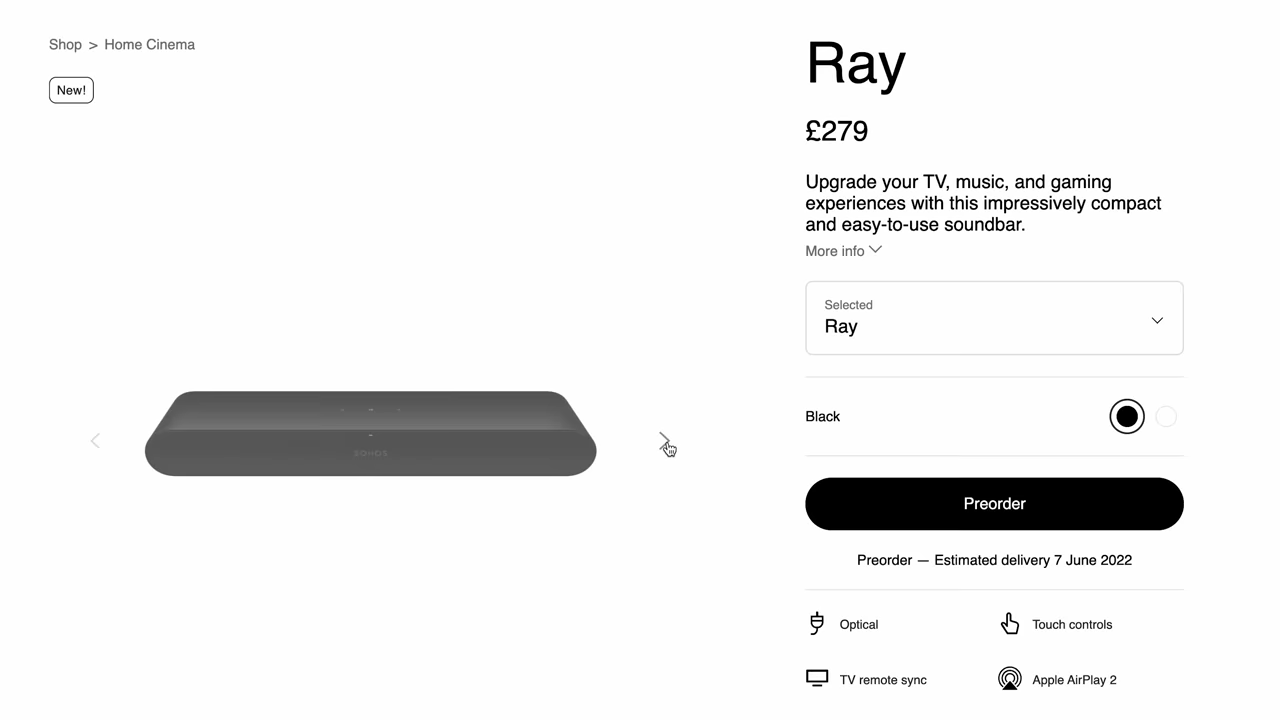 Shop > Home Cinema
New!
SONOS
Ray
£279
Upgrade your TV, music, and gaming
experiences with this impressively compact
and easy-to-use soundbar.
More info
Selected
Ray
Black
Preorder
Preorder — Estimated delivery 7 June 2022
Optical
Touch controls
TV remote sync
Apple AirPlay 2